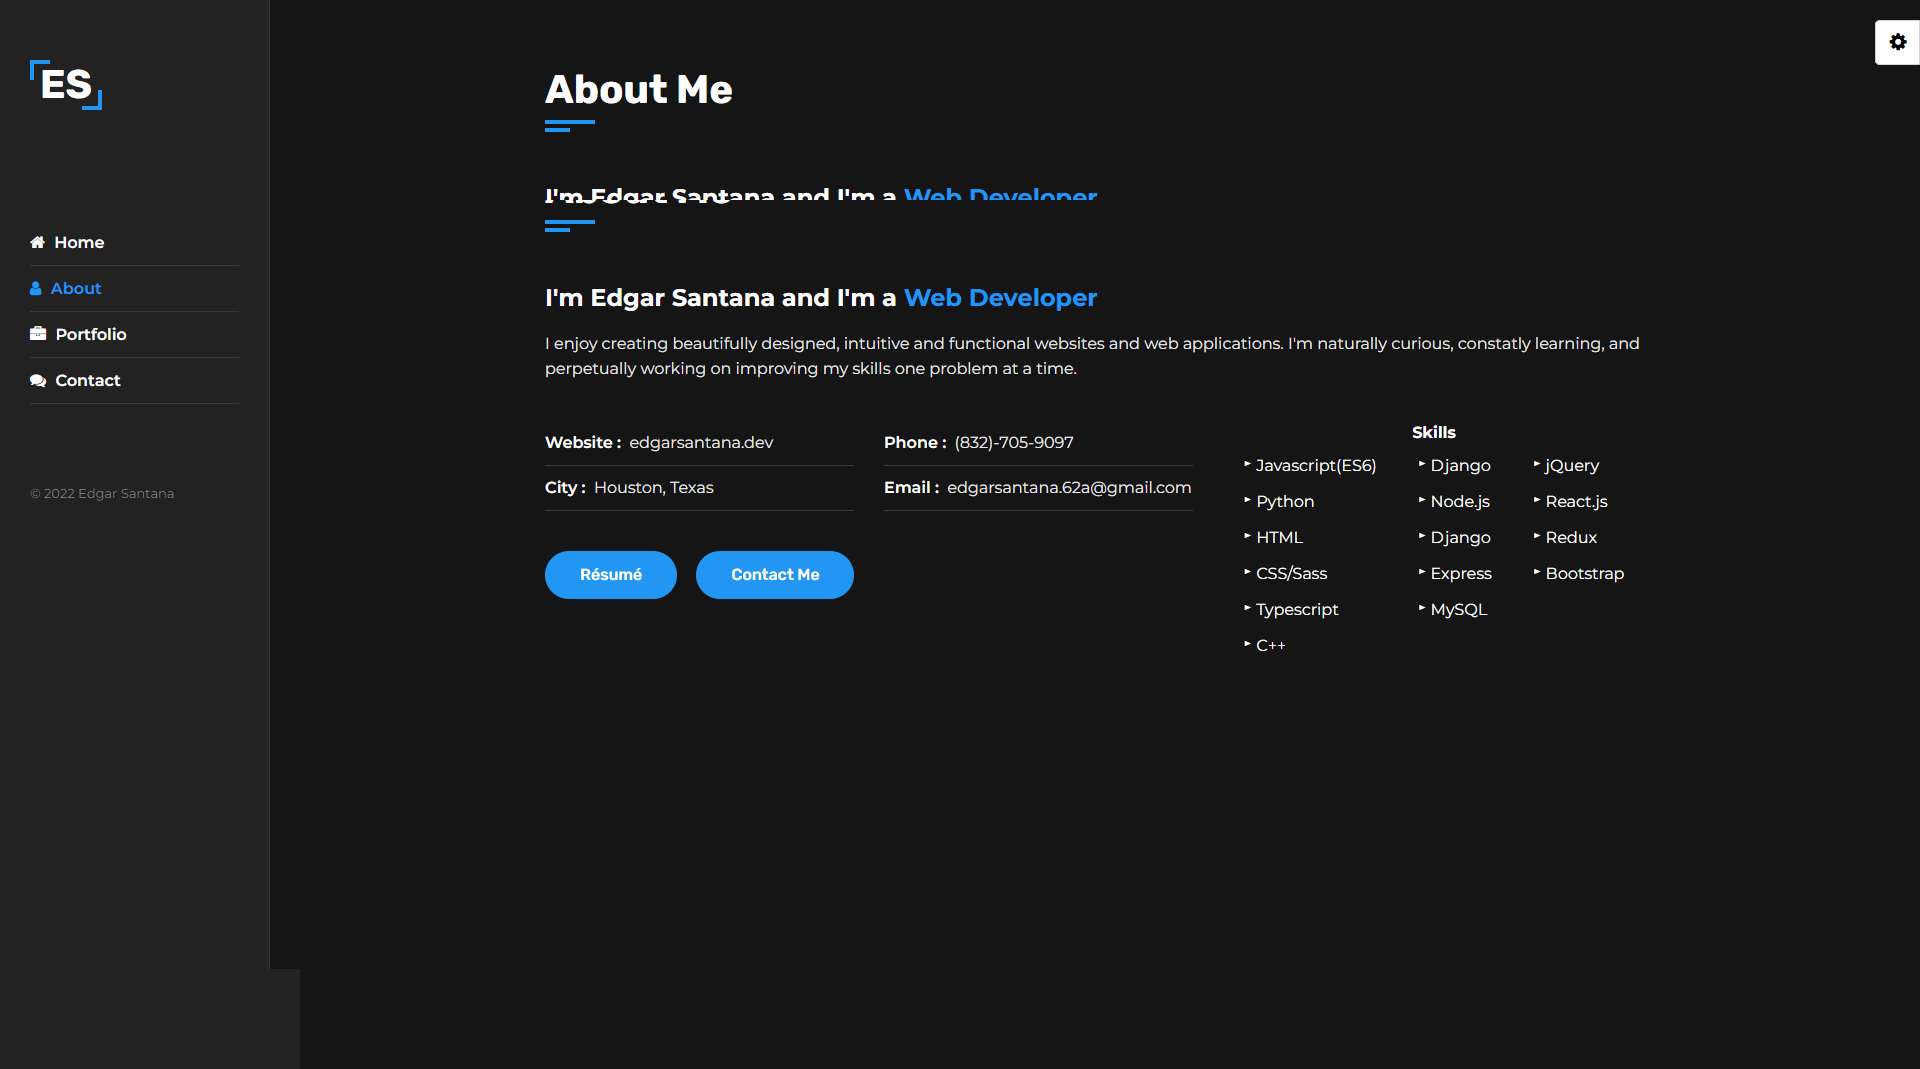 ES
Home
About
Portfolio
Contact
© 2022 Edgar Santana
About Me
I'm Edgar Santana and I'm a Web Developer
I'm Edgar Santana and I'm a Web Developer
I enjoy creating beautifully designed, intuitive and functional websites and web applications. I'm naturally curious, constatly learning, and
perpetually working on improving my skills one problem at a time.
Website : edgarsantana.dev
Phone : (832)-705-9097
City : Houston, Texas
Email : edgarsantana.62a@gmail.com
Résumé
Contact Me
Skills
Javascript(ES6)
Python
HTML
CSS/Sass
Typescript
C++
Django
Node.js
Django
Express
MySQL
jQuery
React.js
Redux
Bootstrap